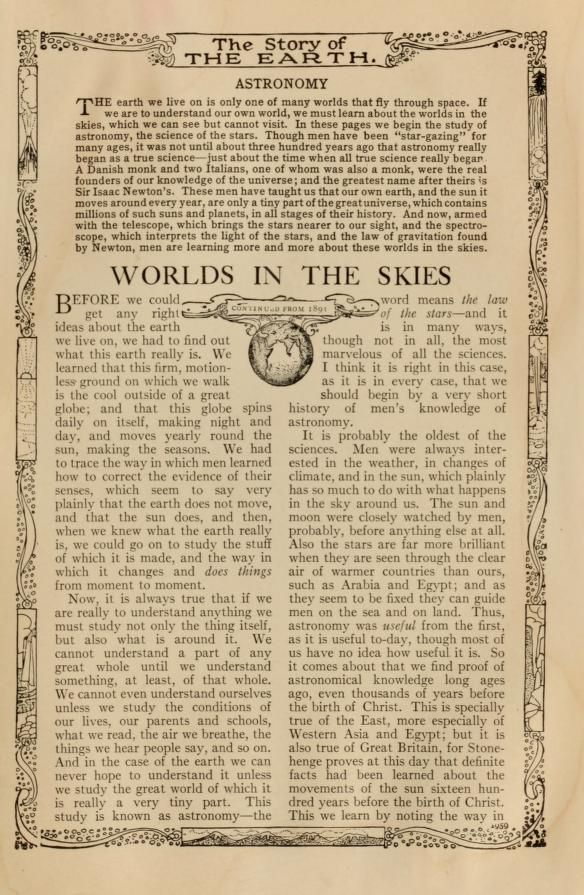 The Story of
THE EARTH.
ASTRONOMY
THE earth we live on is only one of many worlds that fly through space. If
we are to understand our own world, we must learn about the worlds in the
skies, which we can see but cannot visit. In these pages we begin the study of
astronomy, the science of the stars. Though men have been "star-gazing" for
many ages, it was not until about three hundred years ago that astronomy really
began as a true science—just about the time when all true science really began
A Danish monk and two Italians, one of whom was also a monk, were the real
founders of our knowledge of the universe; and the greatest name after theirs is
Sir Isaac Newton's. These men have taught us that our own earth, and the sun it
moves around every year, are only a tiny part of the great universe, which contains
millions of such suns and planets, in all stages of their history. And now, armed
with the telescope, which brings the stars nearer to our sight, and the spectro-
scope, which interprets the light of the stars, and the law of gravitation found
by Newton, men are learning more and more about these worlds in the skies.
WORLDS IN THE SKIES
CONTINUED FROM 1891
BEFORE we could
get any right
ideas about the earth
we live on, we had to find out
what this earth really is. We
learned that this firm, motion-
less ground on which we walk
is the cool outside of a great
globe; and that this globe spins
daily on itself, making night and
day, and moves yearly round the
sun, making the seasons. We had
to trace the way in which men learned
how to correct the evidence of their
senses, which seem to say very
plainly that the earth does not move,
and that the sun does, and then,
when we knew what the earth really
is, we could go on to study the stuff
of which it is made, and the way in
which it changes and does things
from moment to moment.
Now, it is always true that if we
are really to understand anything we
must study not only the thing itself,
but also what is around it. We
cannot understand a part of any
great whole until we understand
something, at least, of that whole.
We cannot even understand ourselves
unless we study the conditions of
our lives, our parents and schools,
what we read, the air we breathe, the
things we hear people say, and so on.
And in the case of the earth we can
never hope to understand it unless
we study the great world of which it
is really a very tiny part. This
study is known as astronomy—the
word means the law
of the stars—and it
is in many ways,
though not in all, the most
marvelous of all the sciences.
I think it is right in this case,
as it is in every case, that we
should begin by a very short
history of men's knowledge of
astronomy.
It is probably the oldest of the
sciences. Men were always inter-
ested in the weather, in changes of
climate, and in the sun, which plainly
has so much to do with what happens
in the sky around us. The sun and
moon were closely watched by men,
probably, before anything else at all.
Also the stars are far more brilliant
when they are seen through the clear
air of warmer countries than ours,
such as Arabia and Egypt; and as
they seem to be fixed they can guide
men on the sea and on land. Thus,
astronomy was useful from the first,
as it is useful to-day, though most of
us have no idea how useful it is. So
it comes about that we find proof of
astronomical knowledge long ages
ago, even thousands of years before
the birth of Christ. This is specially
true of the East, more especially of
Western Asia and Egypt; but it is
also true of Great Britain, for Stone-
henge proves at this day that definite
facts had been learned about the
movements of the sun sixteen hun-
dred years before the birth of Christ.
This we learn by noting the way in
1959